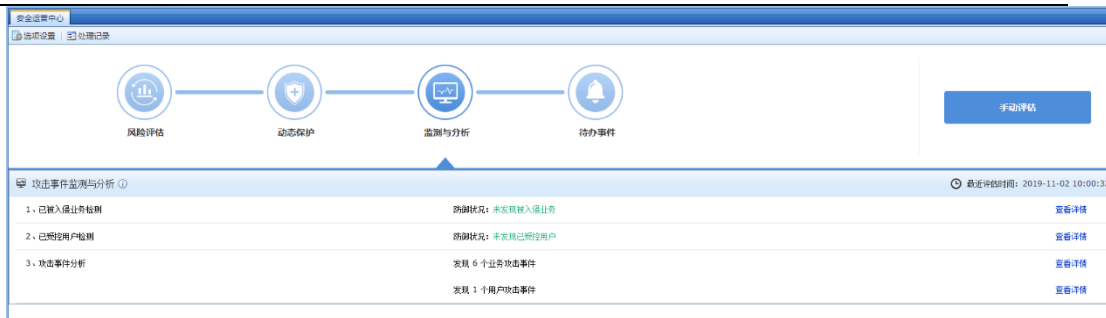 安全运营中心
选项设置 处理记录
风险评估 动态保护 监测与分析 待办事件
手动评估
攻击事件监测与分析 最近评估时间：2019-11-02 10:00:3
1、已被入侵业务检测 防御状况：未发现被入侵业务 查看详情
2、已受控用户检测 防御状况：未发现已受控用户 查看详情
3、攻击事件分析 发现 6 个业务攻击事件 查看详情
发现 1 个用户攻击事件 查看详情